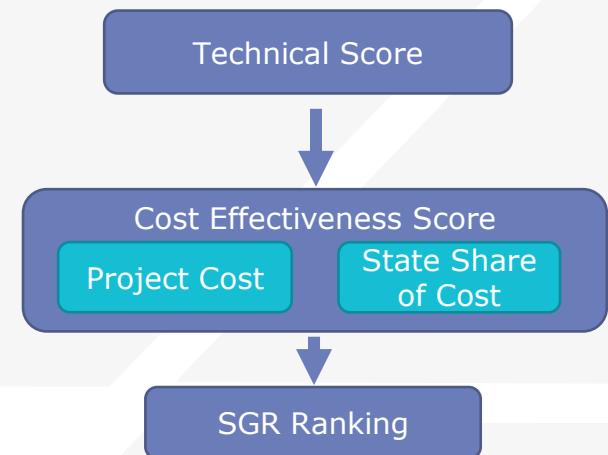 Technical Score
Cost Effectiveness Score
Project Cost
State Share
of Cost
SGR Ranking